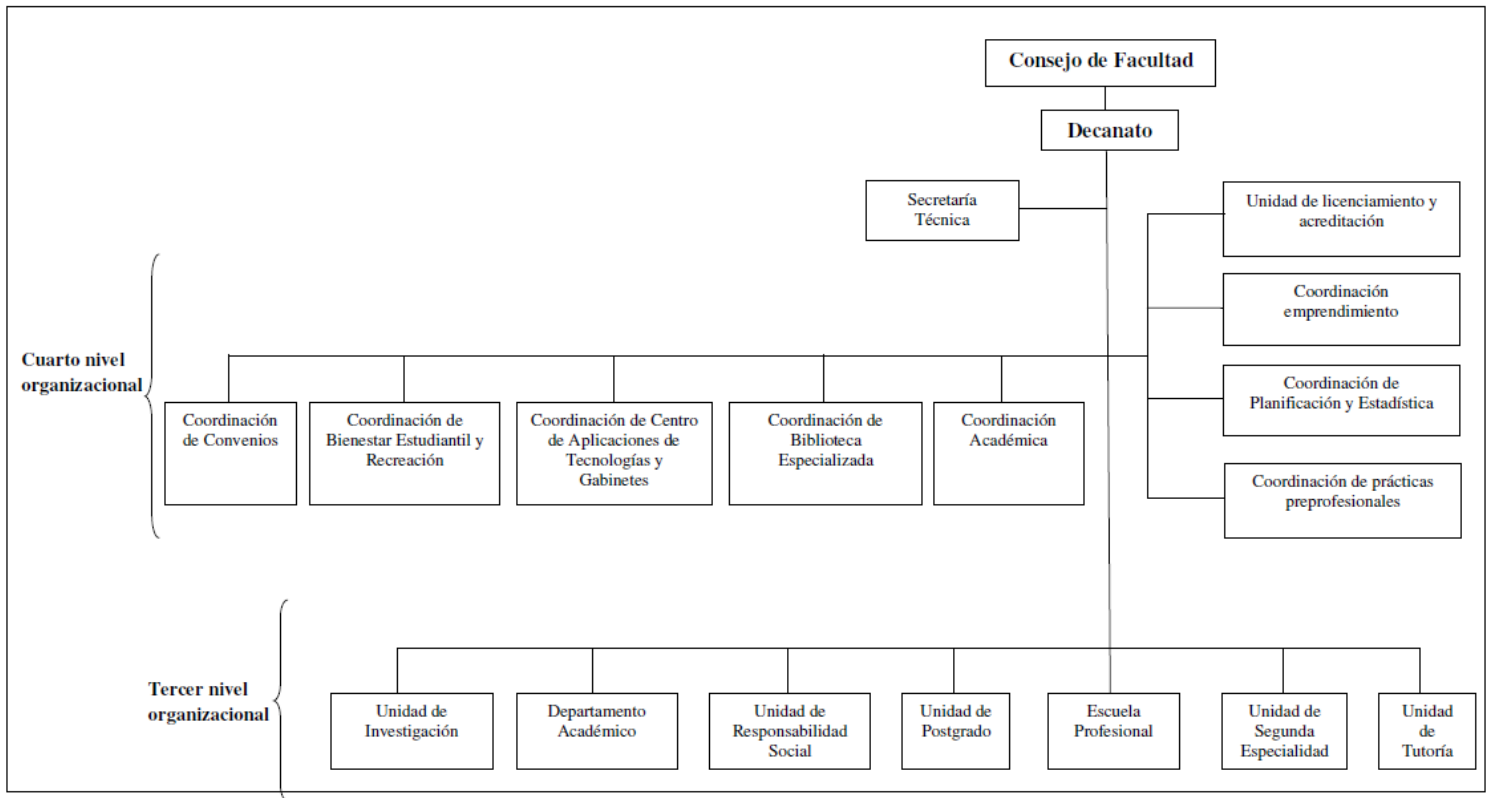 Consejo de Facultad
Decanato
Secretaría
Técnica
Unidad de licenciamiento y
acreditación
Coordinación
emprendimiento
Coordinación de
Planificación y Estadística
Coordinación de prácticas
preprofesionales
Cuarto nivel
organizacional
Coordinación
de Convenios
Coordinación de
Bienestar Estudiantil y
Recreación
Coordinación de Centro
de Aplicaciones de
Tecnologías y
Gabinetes
Coordinación de
Biblioteca
Especializada
Coordinación
Académica
Tercer nivel
organizacional
Unidad de
Investigación
Departamento
Académico
Unidad de
Responsabilidad
Social
Unidad de
Postgrado
Escuela
Profesional
Unidad de
Segunda
Especialidad
Unidad
de
Tutoría